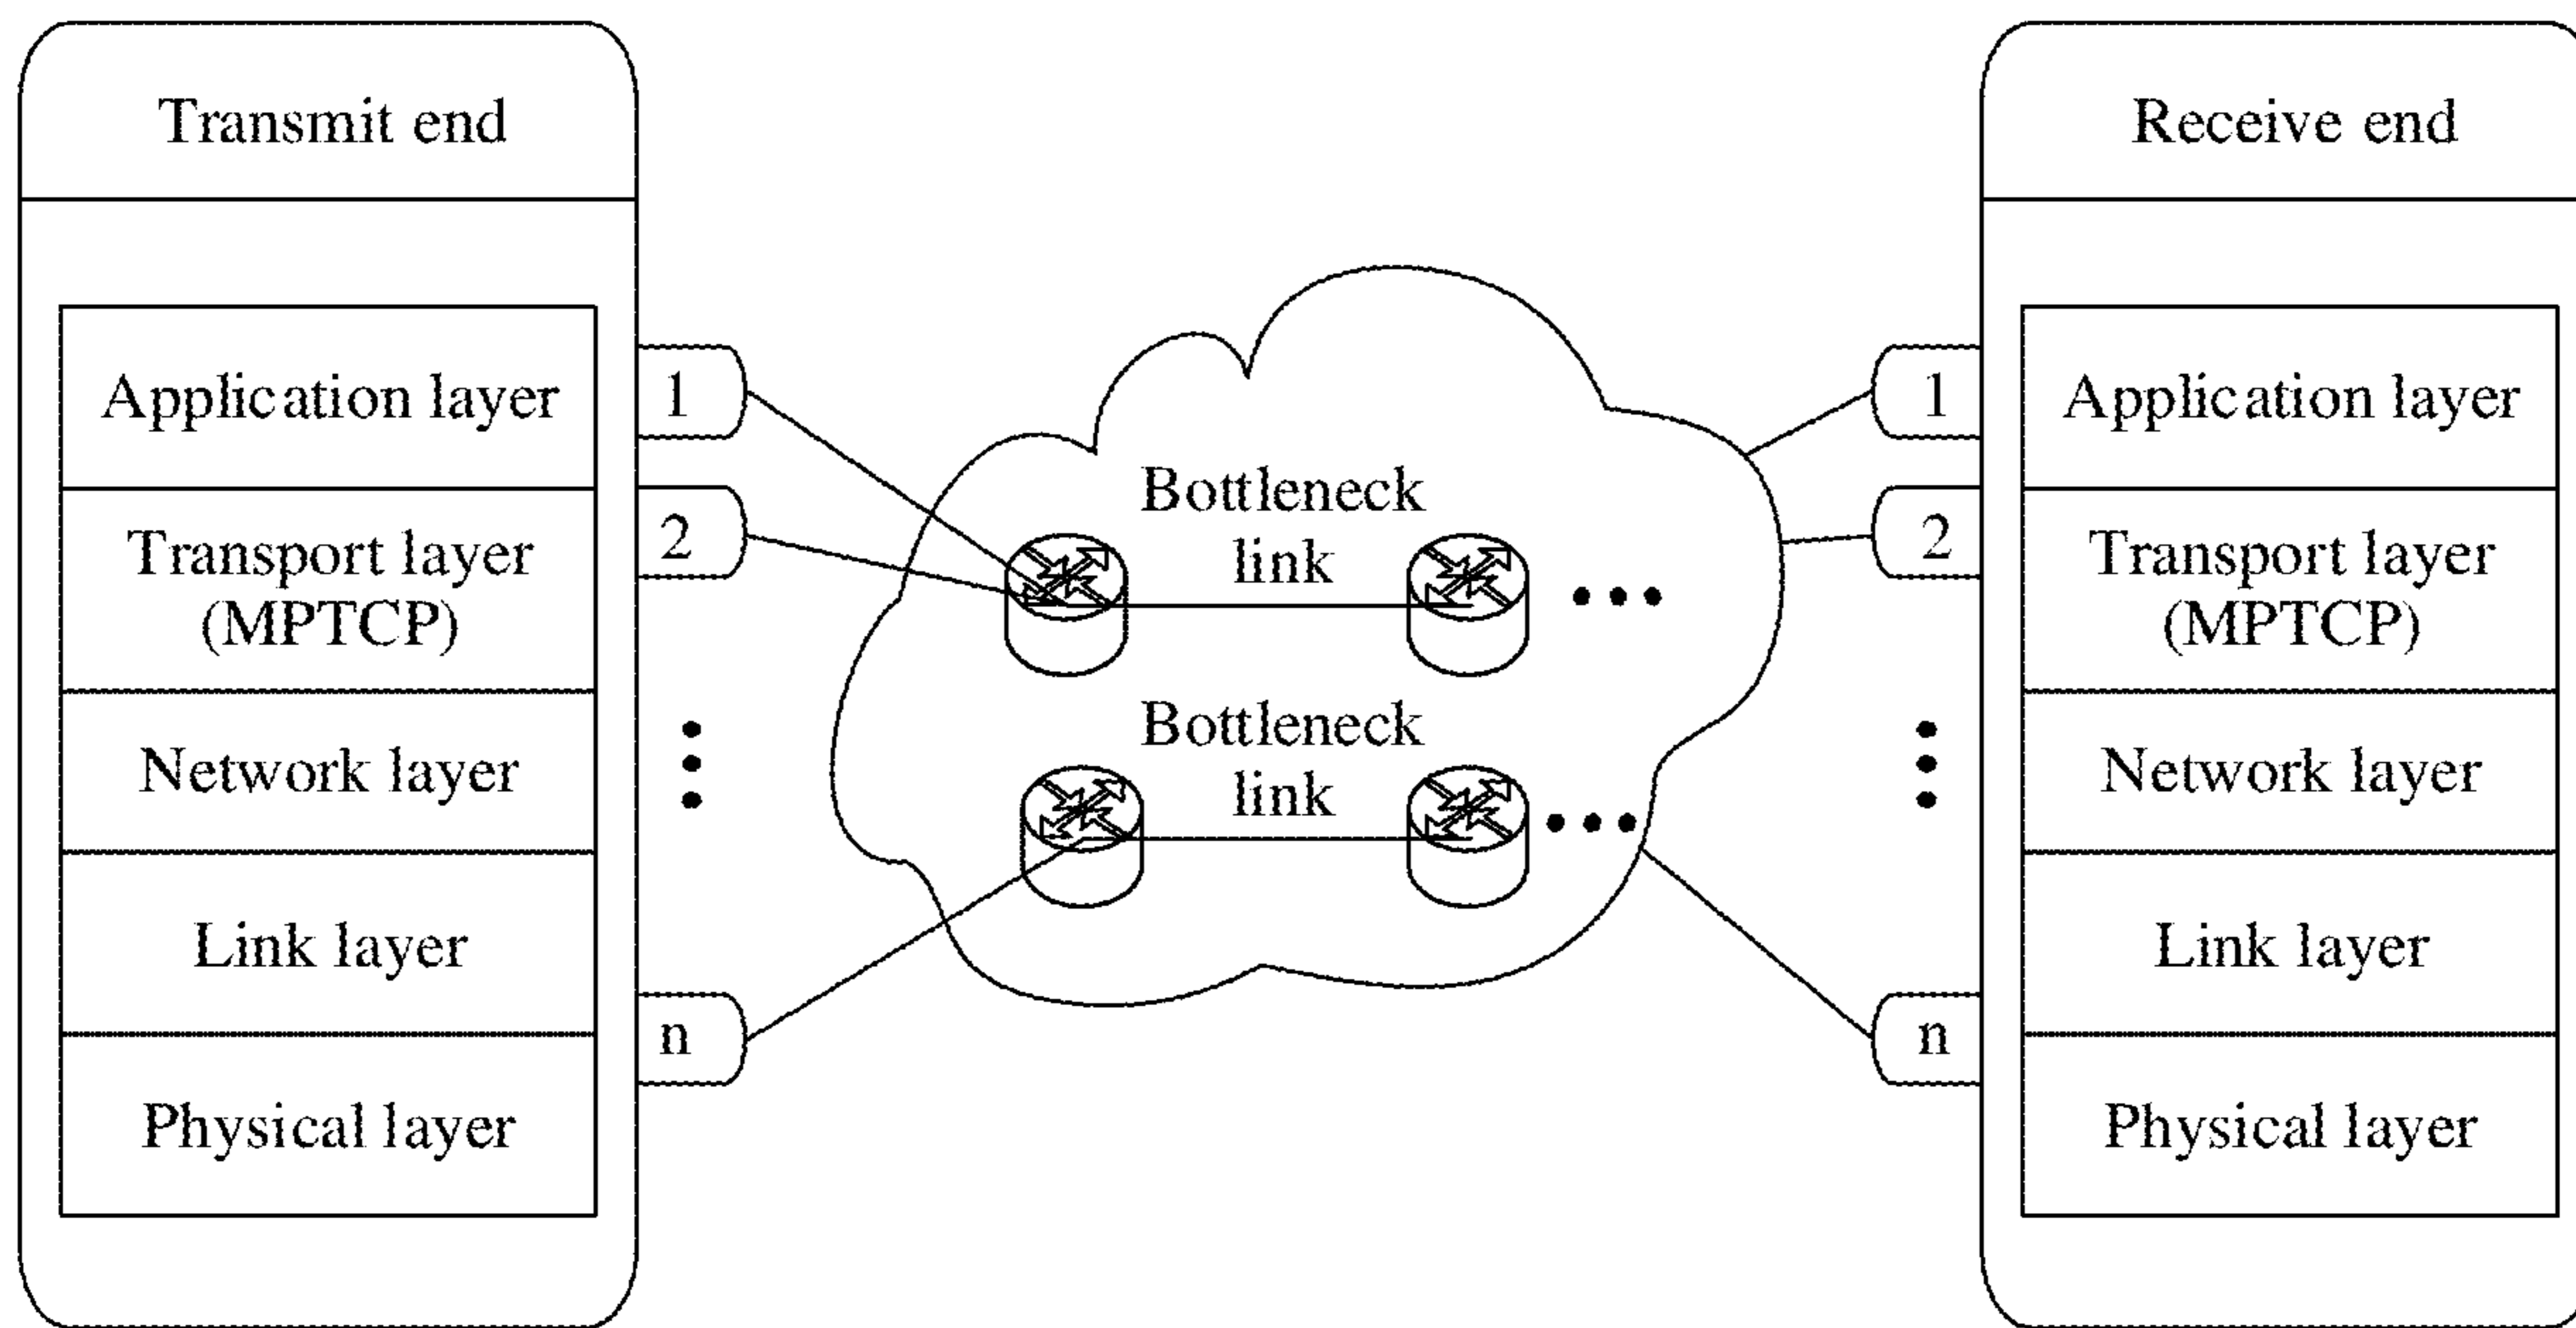 Transmit end
Application layer
Transport layer
(MPTCP)
Network layer
Link layer
Physical layer
1
2
n
Bottleneck
link
Bottleneck
link
1
2
n
Receive end
Application layer
Transport layer
(MPTCP)
Network layer
Link layer
Physical layer